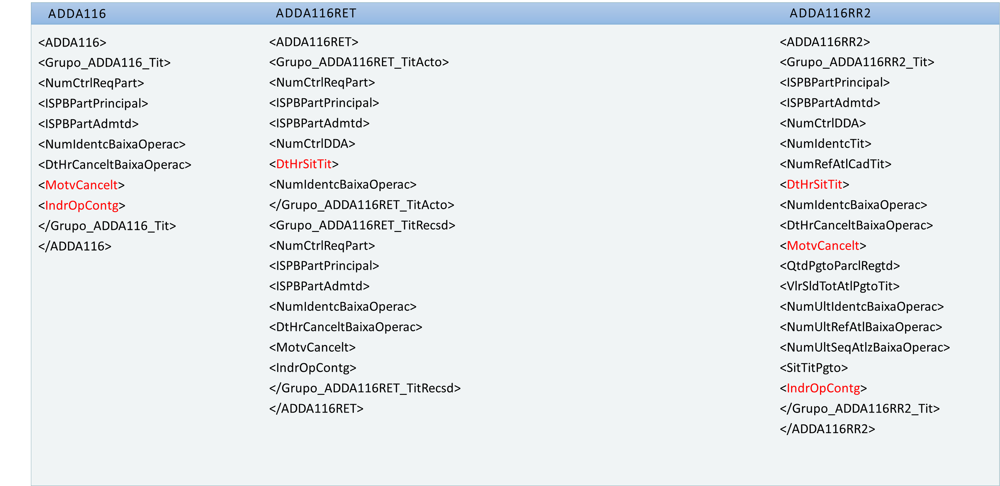 ADDA116
<ADDA116>
<Grupo_ADDA116_Tit>
<NumCtrlReqPart>
<ISPBPartPrincipal>
<ISPBPartAdmtd>
<NumIdentcBaixaOperac>
<DtHrCanceltBaixaOperac>
<MotvCancelt>
<IndrOpContg>
</Grupo_ADDA116_Tit>
</ADDA116>
ADDA116RET
<ADDA116RET>
<Grupo_ADDA116RET_TitActo>
<NumCtrlReqPart>
<ISPBPartPrincipal>
<ISPBPartAdmtd>
<NumCtrlDDA>
<DtHrSitTit>
<NumIdentcBaixaOperac>
</Grupo_ADDA116RET_TitActo>
<Grupo_ADDA116RET_TitRecsd>
<NumCtrlReqPart>
<ISPBPartPrincipal>
<ISPBPartAdmtd>
<NumIdentcBaixaOperac>
<DtHrCanceltBaixaOperac>
<MotvCancelt>
<IndrOpContg>
</Grupo_ADDA116RET_TitRecsd>
</ADDA116RET>
ADDA116RR2
<ADDA116RR2>
<Grupo_ADDA116RR2_Tit>
<ISPBPartPrincipal>
<ISPBPartAdmtd>
<NumCtrlDDA>
<NumIdentcTit>
<NumRefAtlCadTit>
<DtHrSitTit>
<NumIdentcBaixaOperac>
<DtHrCanceltBaixaOperac>
<MotvCancelt>
<QtdPgtoParclRegtd>
<VlrSldTotAtlPgtoTit>
<NumUltIdentcBaixaOperac>
<NumUltRefAtlBaixaOperac>
<NumUltSeqAtlzBaixaOperac>
<SitTitPgto>
<IndrOpContg>
</Grupo_ADDA116RR2_Tit>
</ADDA116RR2>